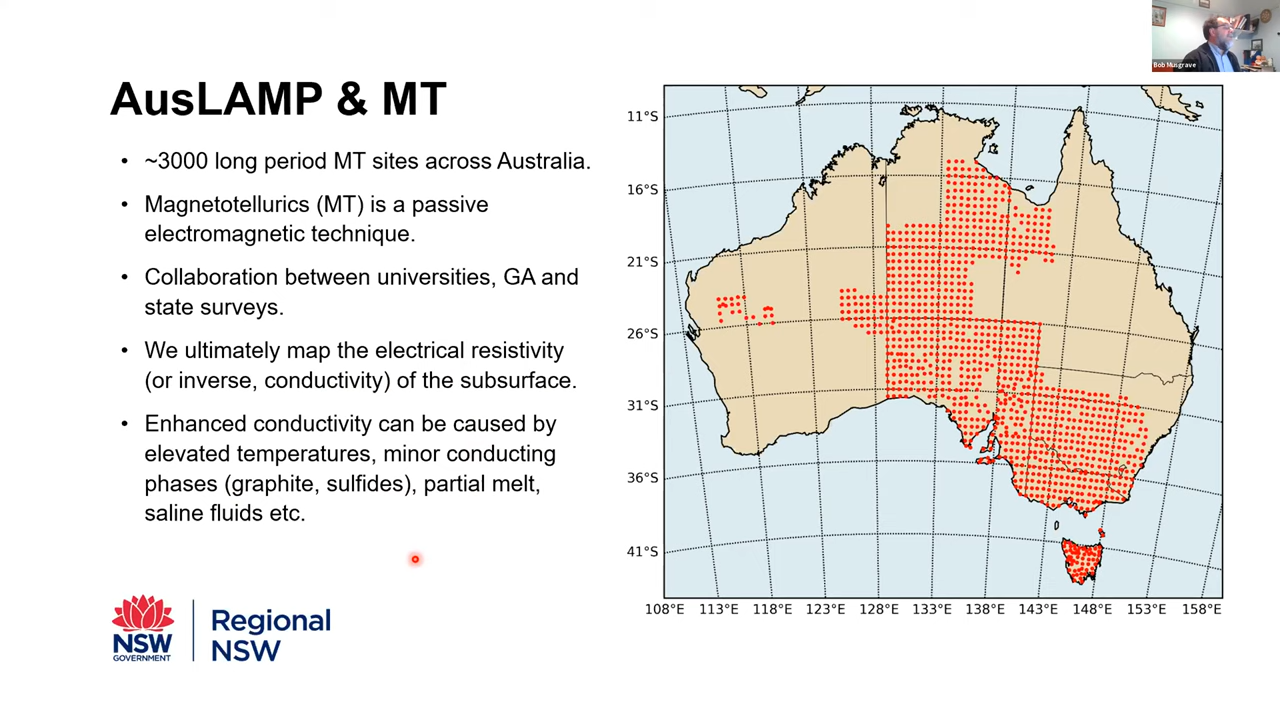 Bob Musgrave
AusLAMP & MT
• ~3000 long period MT sites across Australia.
• Magnetotellurics (MT) is a passive
electromagnetic technique.
• Collaboration between universities, GA and
state surveys.
• We ultimately map the electrical resistivity
(or inverse, conductivity) of the subsurface.
• Enhanced conductivity can be caused by
elevated temperatures, minor conducting
phases (graphite, sulfides), partial melt,
saline fluids etc.
NSW
GOVERNMENT
Regional
NSW
11°S
16°S
21°S
26°S
31°S
36°S
41°S
108°E 113°E 118°E 123°E 128°E 133°E 138°E 143°E 148°E 153°E 158°E